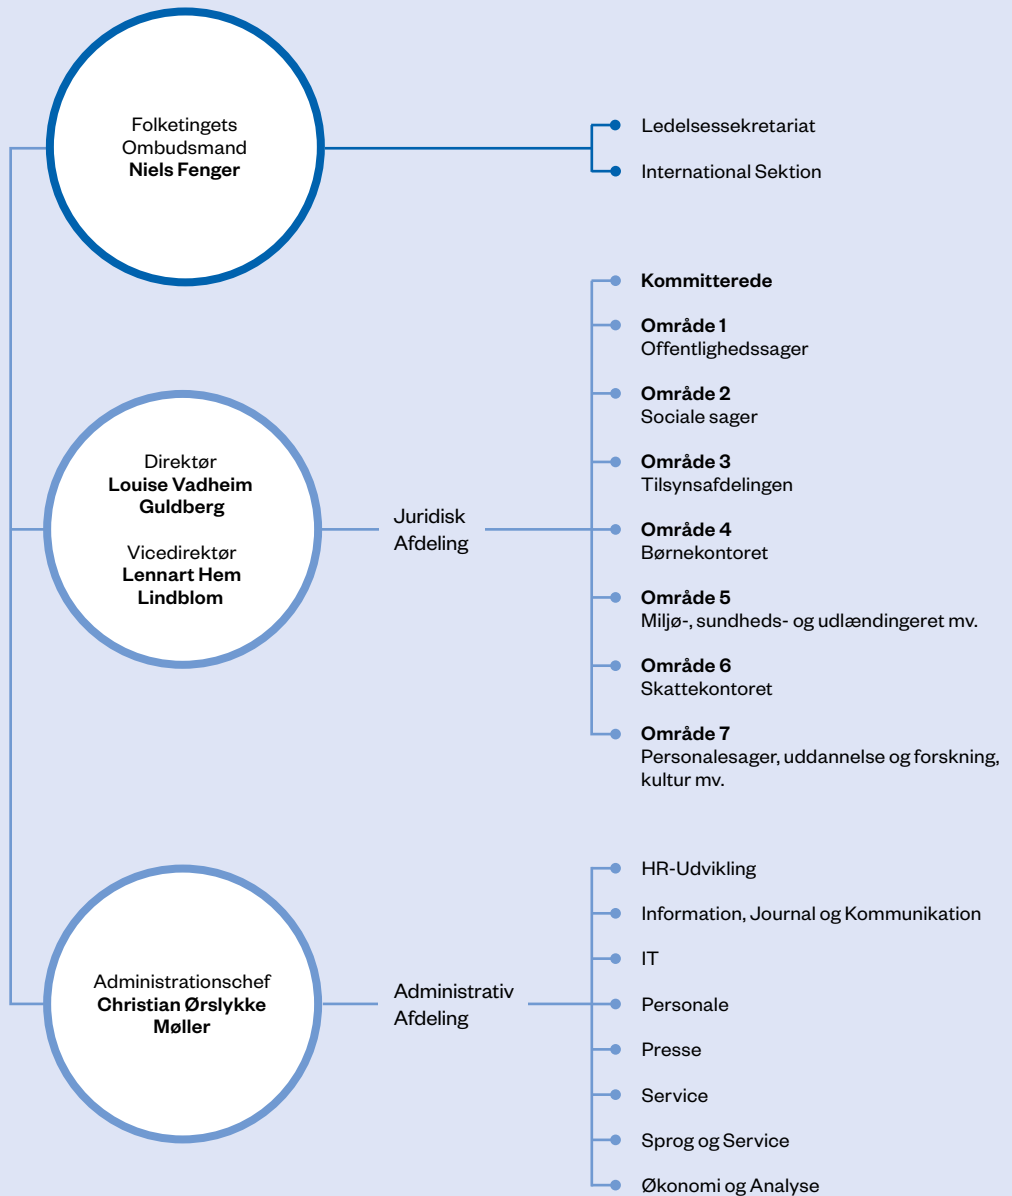 Folketingets
Ombudsmand
Niels Fenger
Ledelsessekretariat
International Sektion
Direktør
Louise Vadheim
Guldberg
Vicedirektør
Lennart Hem
Lindblom
Juridisk
Afdeling
Kommitterede
Område 1
Offentlighedssager
Område 2
Sociale sager
Område 3
Tilsynsafdelingen
Område 4
Børnekontoret
Område 5
Miljø-, sundheds- og udlændingeret mv.
Område 6
Skattekontoret
Område 7
Personalesager, uddannelse og forskning,
kultur mv.
Administrationschef
Christian Ørslykke
Møller
Administrativ
Afdeling
HR-Udvikling
Information, Journal og Kommunikation
IT
Personale
Presse
Service
Sprog og Service
Økonomi og Analyse